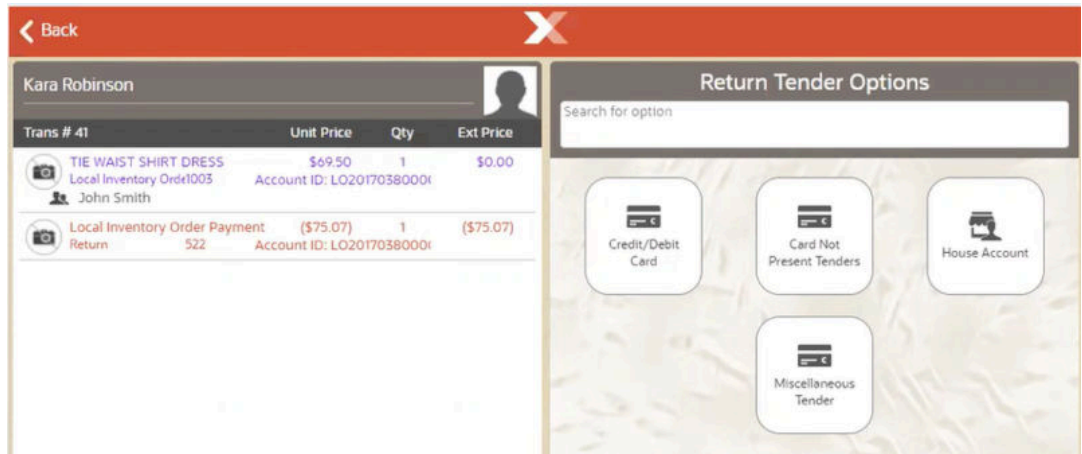 Back
Kara Robinson
Trans # 41 Unit Price Qty Ext Price
TIE WAIST SHIRT DRESS $69.50 1 $0.00
Local Inventory Orde1003 Account ID: LO20170380000
John Smith
Local Inventory Order Payment ($75.07) 1 ($75.07)
Return 522 Account ID: LO20170380000
Return Tender Options
Search for option
Credit/Debit
Card
Card Not
Present Tenders
House Account
Miscellaneous
Tender